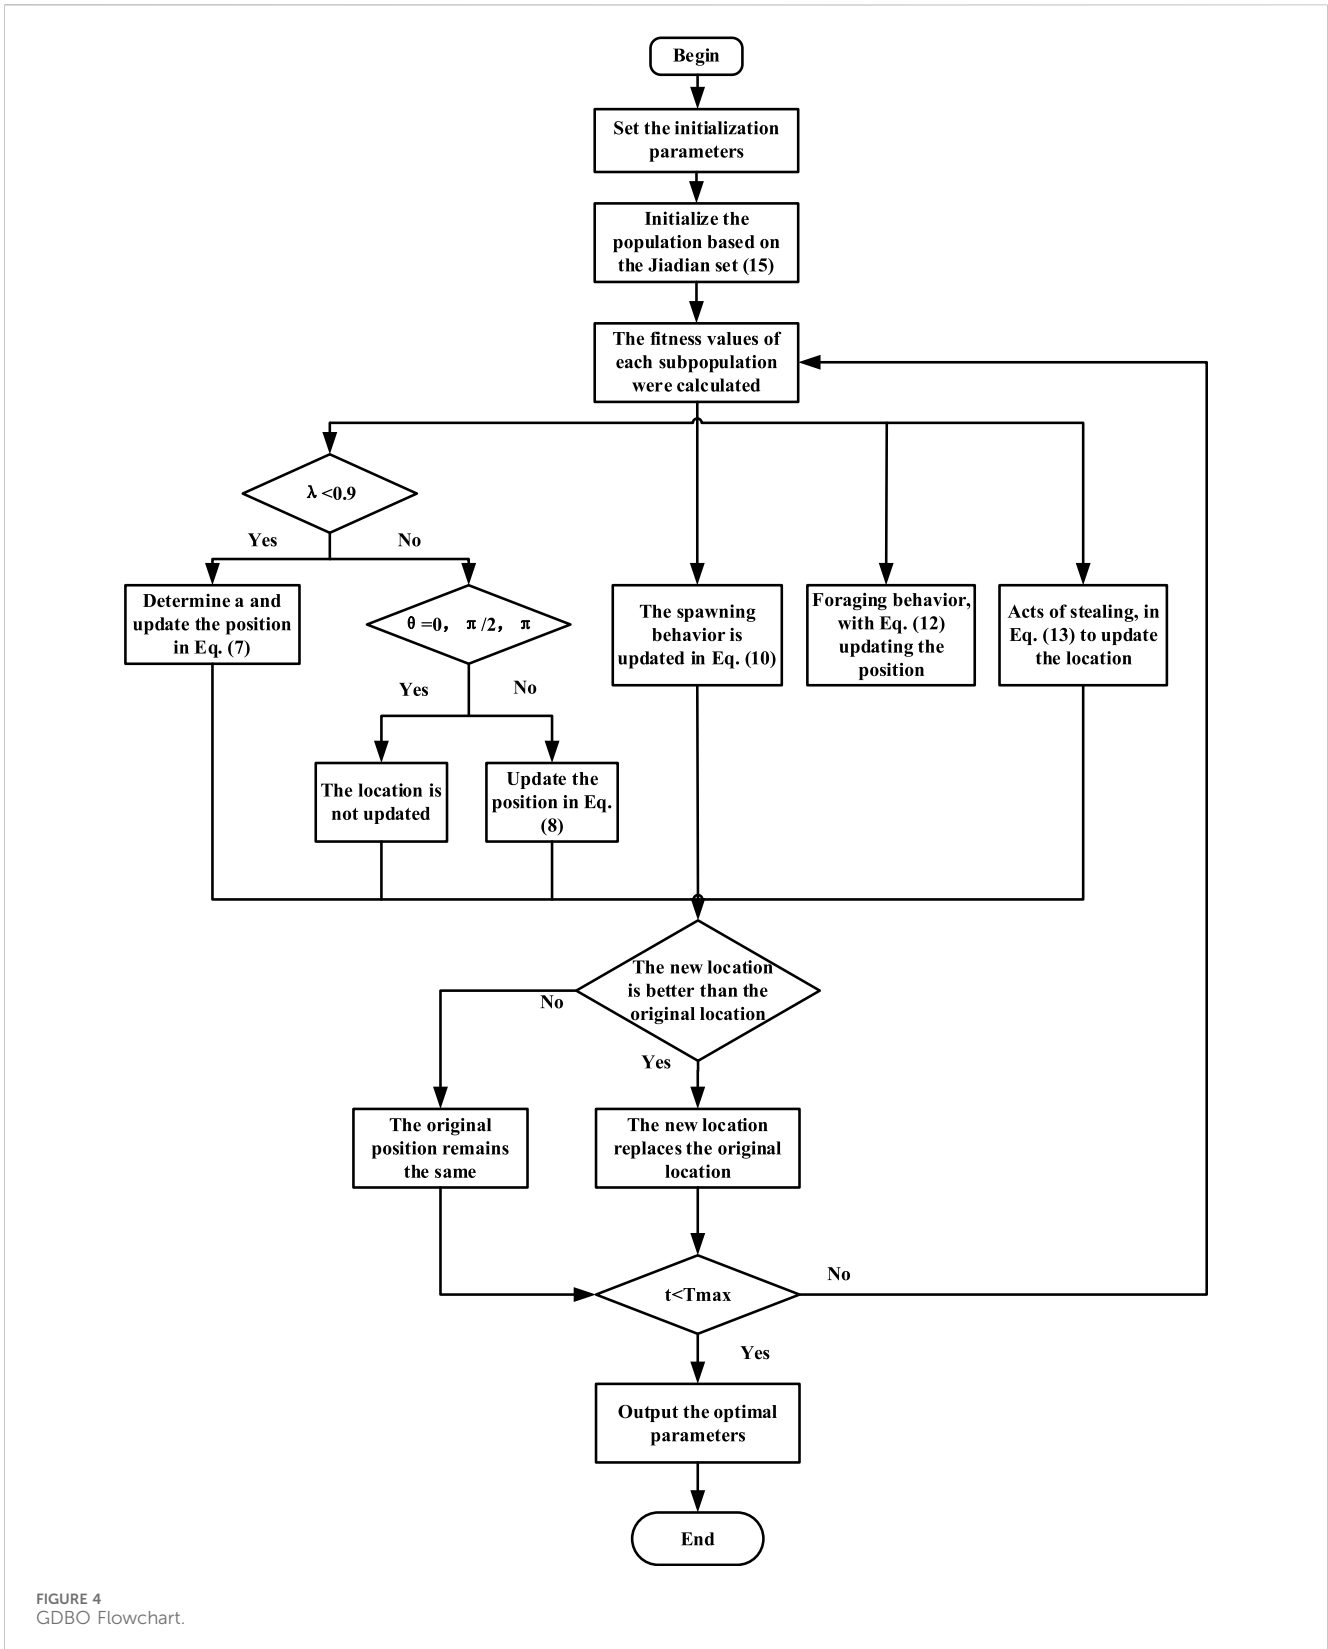 Begin
Set the initialization
parameters
Initialize the
population based on
the Jiadian set (15)
The fitness values of
each subpopulation
were calculated
λ <0.9
Yes
No
Determine a and
update the position
in Eq. (7)
θ =0, π /2, π
The spawning
behavior is
updated in Eq. (10)
Foraging behavior,
with Eq. (12)
updating the
position
Acts of stealing, in
Eq. (13) to update
the location
Yes
No
The location is
not updated
Update the
position in Eq.
(8)
The new location
is better than the
original location
No
Yes
The original
position remains
the same
The new location
replaces the original
location
t<Tmax
No
Yes
Output the optimal
parameters
End
FIGURE 4
GDBO Flowchart.